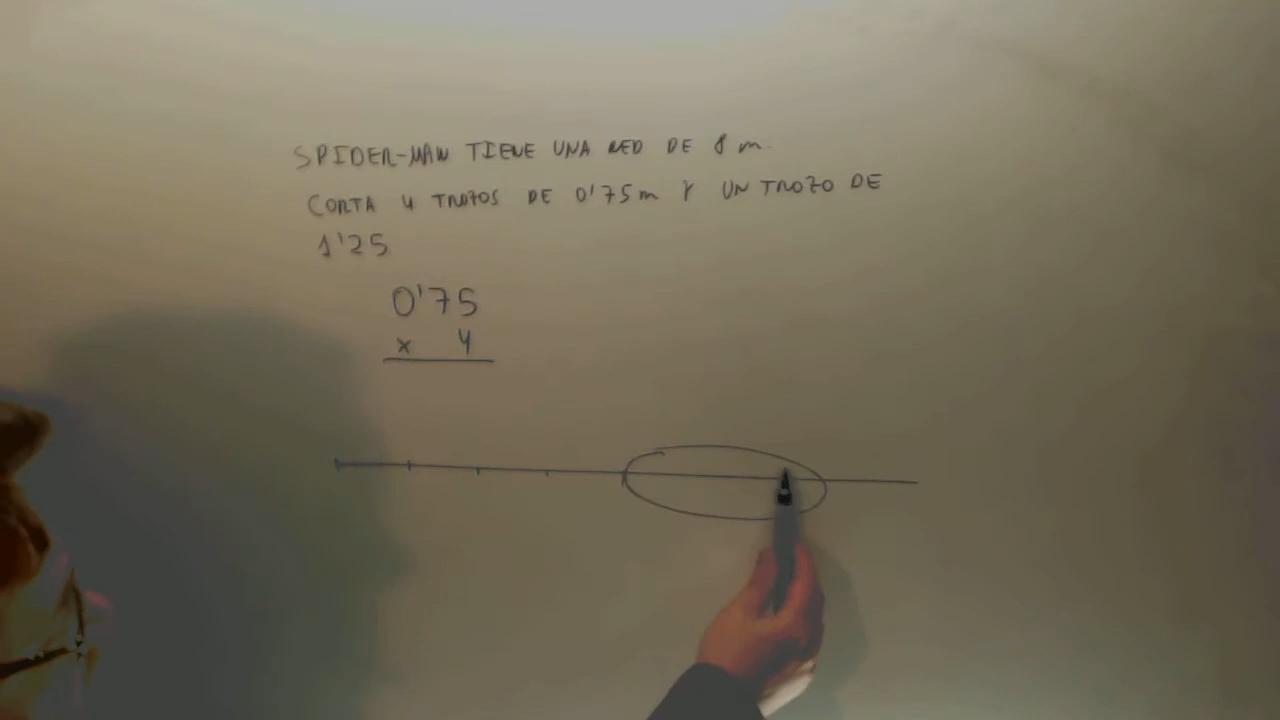 SPIDER-MAN TIENE UNA RED DE 8 m.
CORTA 4 TROZOS DE 0'75 m Y UN TROZO DE
1'25
0'75
x 4